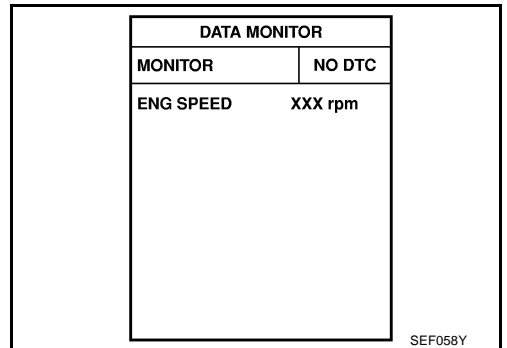 DATA MONITOR
MONITOR NO DTC
ENG SPEED XXX rpm
SEF058Y